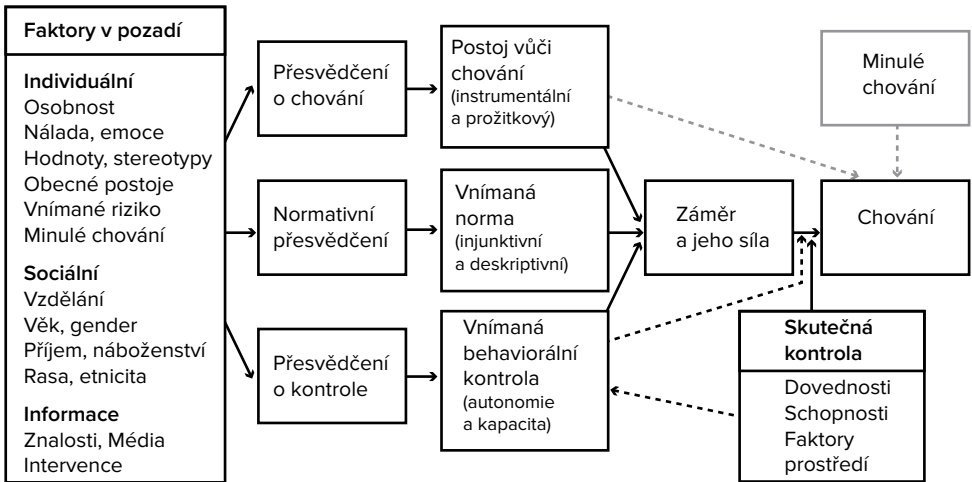 Faktory v pozadí
Individuální
Osobnost
Nálada, emoce
Hodnoty, stereotypy
Obecné postoje
Vnímané riziko
Minulé chování
Sociální
Vzdělání
Věk, gender
Příjem, náboženství
Rasa, etnicita
Informace
Znalosti, Média
Intervence
Přesvědčení
o chování
Normativní
přesvědčení
Přesvědčení
o kontrole
Postoj vůči
chování
(instrumentální
a prožitkový)
Vnímaná
norma
(injunktivní
a deskriptivní)
Vnímaná
behaviorální
kontrola
(autonomie
a kapacita)
Záměr
a jeho síla
Minulé
chování
Chování
Skutečná
kontrola
Dovednosti
Schopnosti
Faktory
prostředí